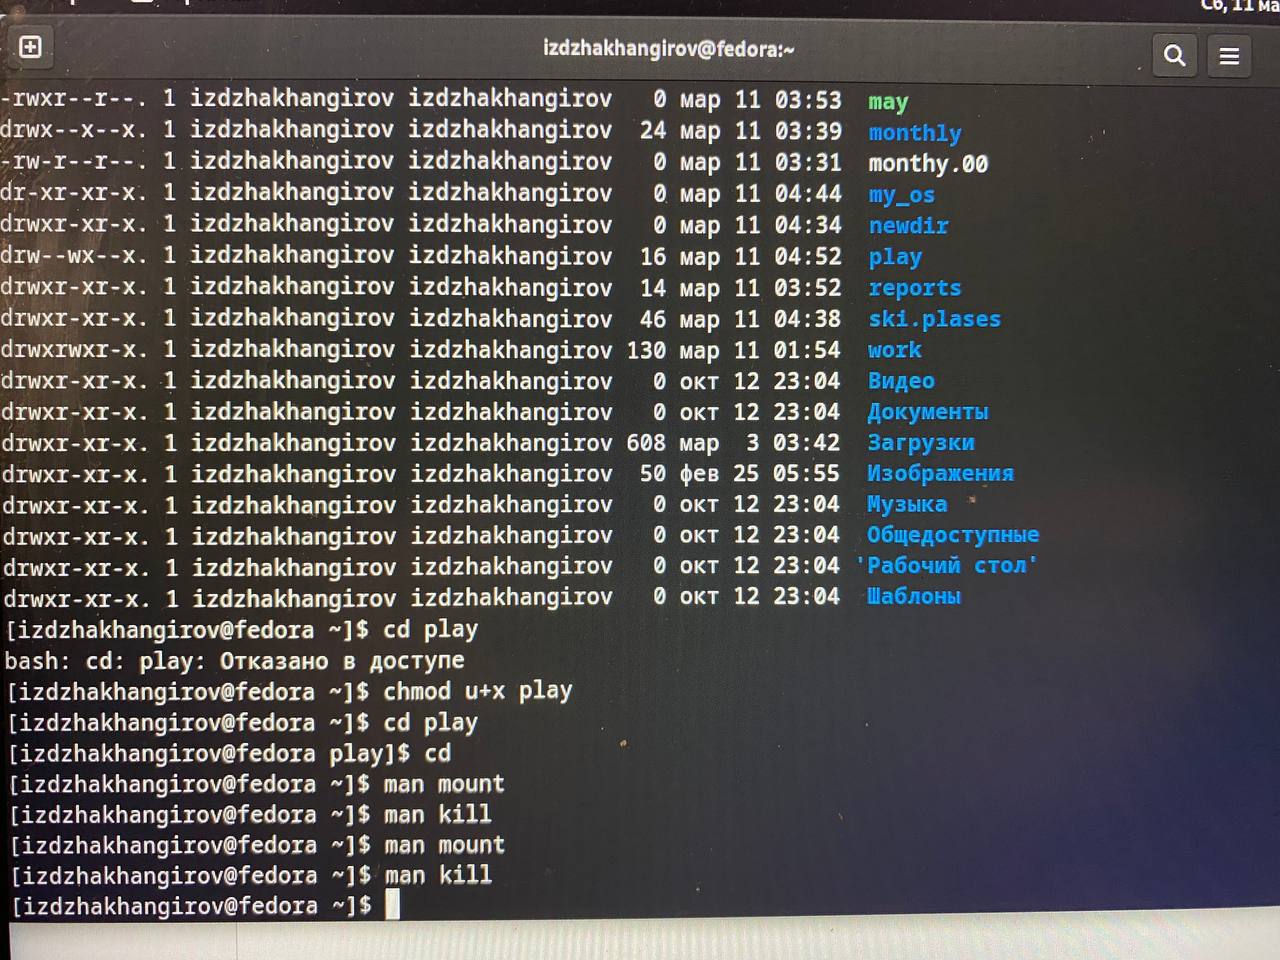 Сб, 11 ма
izdzhakhangirov@fedora:~
-rwxr--r--. 1 izdzhakhangirov izdzhakhangirov 0 мар 11 03:53 may
drwx--x--x. 1 izdzhakhangirov izdzhakhangirov 24 мар 11 03:39 monthly
-rw-r--r--. 1 izdzhakhangirov izdzhakhangirov 0 мар 11 03:31 monthy.00
dr-xr-xr-x. 1 izdzhakhangirov izdzhakhangirov 0 мар 11 04:44 my_os
drwxr-xr-x. 1 izdzhakhangirov izdzhakhangirov 0 мар 11 04:34 newdir
drw--wx--x. 1 izdzhakhangirov izdzhakhangirov 16 мар 11 04:52 play
drwxr-xr-x. 1 izdzhakhangirov izdzhakhangirov 14 мар 11 03:52 reports
drwxr-xr-x. 1 izdzhakhangirov izdzhakhangirov 46 мар 11 04:38 ski.plases
drwxrwxr-x. 1 izdzhakhangirov izdzhakhangirov 130 мар 11 01:54 work
drwxr-xr-x. 1 izdzhakhangirov izdzhakhangirov 0 окт 12 23:04 Видео
drwxr-xr-x. 1 izdzhakhangirov izdzhakhangirov 0 окт 12 23:04 Документы
drwxr-xr-x. 1 izdzhakhangirov izdzhakhangirov 608 мар 3 03:42 Загрузки
drwxr-xr-x. 1 izdzhakhangirov izdzhakhangirov 50 фев 25 05:55 Изображения
drwxr-xr-x. 1 izdzhakhangirov izdzhakhangirov 0 окт 12 23:04 Музыка
drwxr-xr-x. 1 izdzhakhangirov izdzhakhangirov 0 окт 12 23:04 Общедоступные
drwxr-xr-x. 1 izdzhakhangirov izdzhakhangirov 0 окт 12 23:04 'Рабочий стол'
drwxr-xr-x. 1 izdzhakhangirov izdzhakhangirov 0 окт 12 23:04 Шаблоны
[izdzhakhangirov@fedora ~]$ cd play
bash: cd: play: Отказано в доступе
[izdzhakhangirov@fedora ~]$ chmod u+x play
[izdzhakhangirov@fedora ~]$ cd play
[izdzhakhangirov@fedora play]$ cd
[izdzhakhangirov@fedora ~]$ man mount
[izdzhakhangirov@fedora ~]$ man kill
[izdzhakhangirov@fedora ~]$ man mount
[izdzhakhangirov@fedora ~]$ man kill
[izdzhakhangirov@fedora ~]$